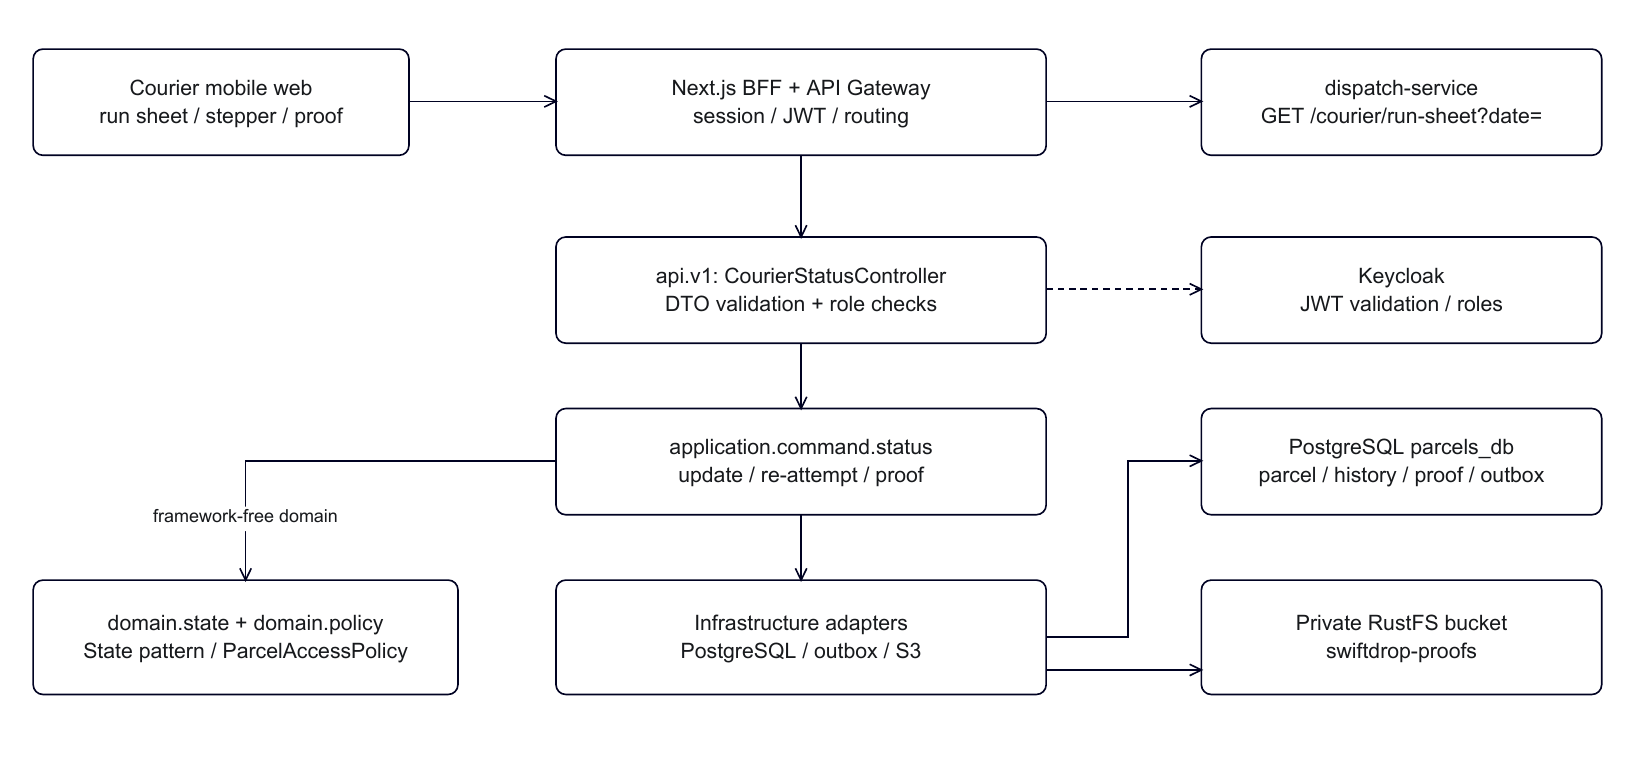 Courier mobile web
run sheet / stepper / proof
Next.js BFF + API Gateway
session / JWT / routing
dispatch-service
GET /courier/run-sheet?date=
api.v1: CourierStatusController
DTO validation + role checks
Keycloak
JWT validation / roles
application.command.status
update / re-attempt / proof
PostgreSQL parcels_db
parcel / history / proof / outbox
framework-free domain
domain.state + domain.policy
State pattern / ParcelAccessPolicy
Infrastructure adapters
PostgreSQL / outbox / S3
Private RustFS bucket
swiftdrop-proofs